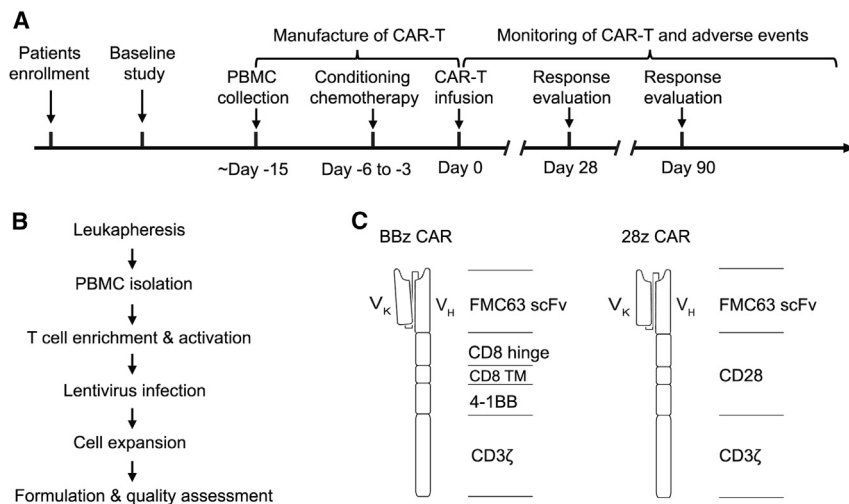 A
Manufacture of CAR-T
Monitoring of CAR-T and adverse events
Patients
enrollment
Baseline
study
PBMC
collection
Conditioning
chemotherapy
CAR-T
infusion
Response
evaluation
Response
evaluation
~Day -15
Day -6 to -3
Day 0
Day 28
Day 90
B
Leukapheresis
PBMC isolation
T cell enrichment & activation
Lentivirus infection
Cell expansion
Formulation & quality assessment
C
BBz CAR
VK
VH
FMC63 scFv
CD8 hinge
CD8 TM
4-1BB
CD3ζ
28z CAR
VK
VH
FMC63 scFv
CD28
CD3ζ